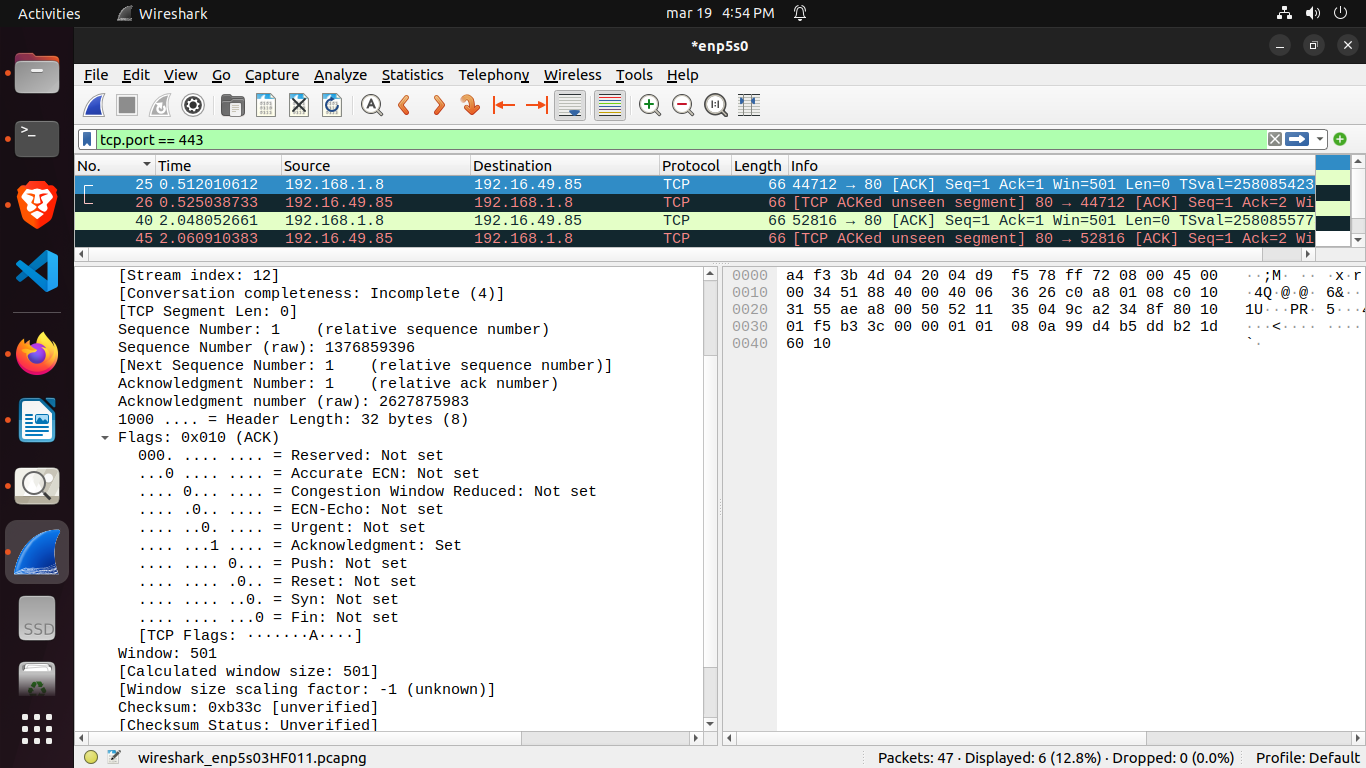 Activities Wireshark mar 19 4:54 PM
*enp5s0
File Edit View Go Capture Analyze Statistics Telephony Wireless Tools Help
tcp.port == 443
No. Time Source Destination Protocol Length Info
25 0.512010612 192.168.1.8 192.16.49.85 TCP 66 44712 → 80 [ACK] Seq=1 Ack=1 Win=501 Len=0 TSval=258085423
26 0.525038733 192.16.49.85 192.168.1.8 TCP 66 [TCP ACKed unseen segment] 80 → 44712 [ACK] Seq=1 Ack=2 Wi
40 2.048052661 192.168.1.8 192.16.49.85 TCP 66 52816 → 80 [ACK] Seq=1 Ack=1 Win=501 Len=0 TSval=258085577
45 2.060910383 192.16.49.85 192.168.1.8 TCP 66 [TCP ACKed unseen segment] 80 → 52816 [ACK] Seq=1 Ack=2 Wi
[Stream index: 12]
[Conversation completeness: Incomplete (4)]
[TCP Segment Len: 0]
Sequence Number: 1 (relative sequence number)
Sequence Number (raw): 1376859396
[Next Sequence Number: 1 (relative sequence number)]
Acknowledgment Number: 1 (relative ack number)
Acknowledgment number (raw): 2627875983
1000 .... = Header Length: 32 bytes (8)
Flags: 0x010 (ACK)
000. .... .... = Reserved: Not set
...0 .... .... = Accurate ECN: Not set
.... 0... .... = Congestion Window Reduced: Not set
.... .0.. .... = ECN-Echo: Not set
.... ..0. .... = Urgent: Not set
.... ...1 .... = Acknowledgment: Set
.... .... 0... = Push: Not set
.... .... .0.. = Reset: Not set
.... .... ..0. = Syn: Not set
.... .... ...0 = Fin: Not set
[TCP Flags: ·······A····]
Window: 501
[Calculated window size: 501]
[Window size scaling factor: -1 (unknown)]
Checksum: 0xb33c [unverified]
[Checksum Status: Unverified]
0000 a4 f3 3b 4d 04 20 04 d9 f5 78 ff 72 08 00 45 00 ··;M· ·· ·x·r
0010 00 34 51 88 40 00 40 06 36 26 c0 a8 01 08 c0 10 ·4Q·@·@· 6&··
0020 31 55 ae a8 00 50 52 11 35 04 9c a2 34 8f 80 10 1U···PR· 5···4
0030 01 f5 b3 3c 00 00 01 01 08 0a 99 d4 b5 dd b2 1d ···<···· ····
0040 60 10 `·
SSD
wireshark_enp5s03HF011.pcapng Packets: 47 · Displayed: 6 (12.8%) · Dropped: 0 (0.0%) Profile: Default